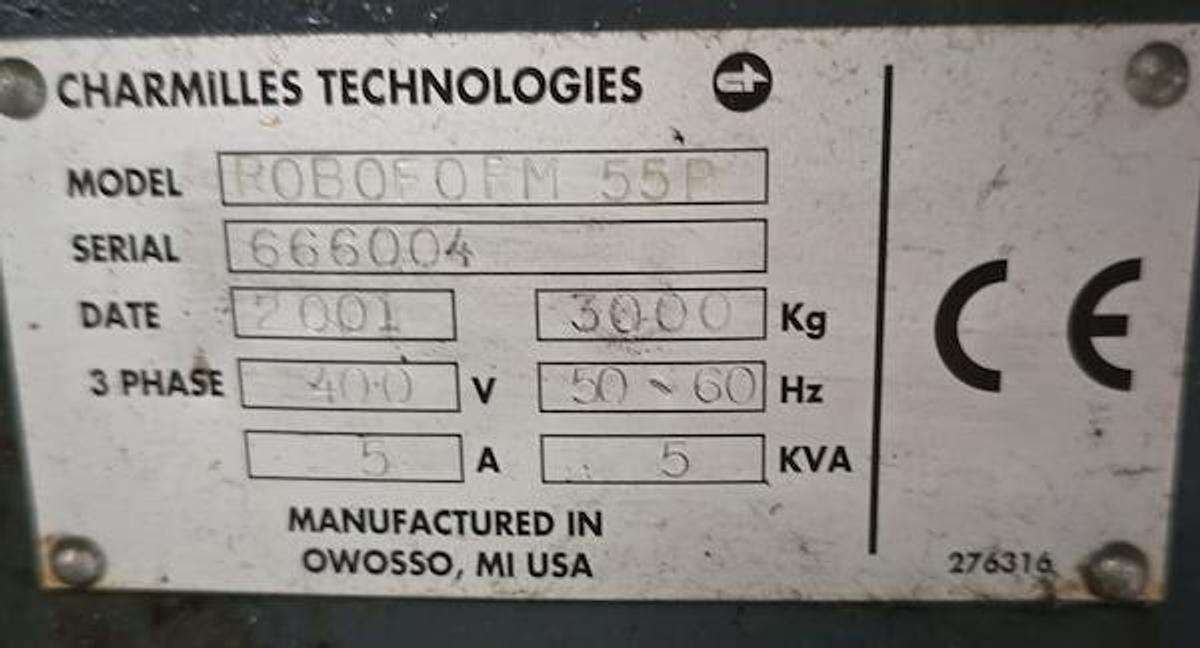 CHARMILLES TECHNOLOGIES
MODEL ROBOFORM 55P
SERIAL 666004
DATE 2001 3000 Kg
3 PHASE 400 V 50 ~ 60 Hz
5 A 5 KVA
MANUFACTURED IN
OWOSSO, MI USA
CE
276316